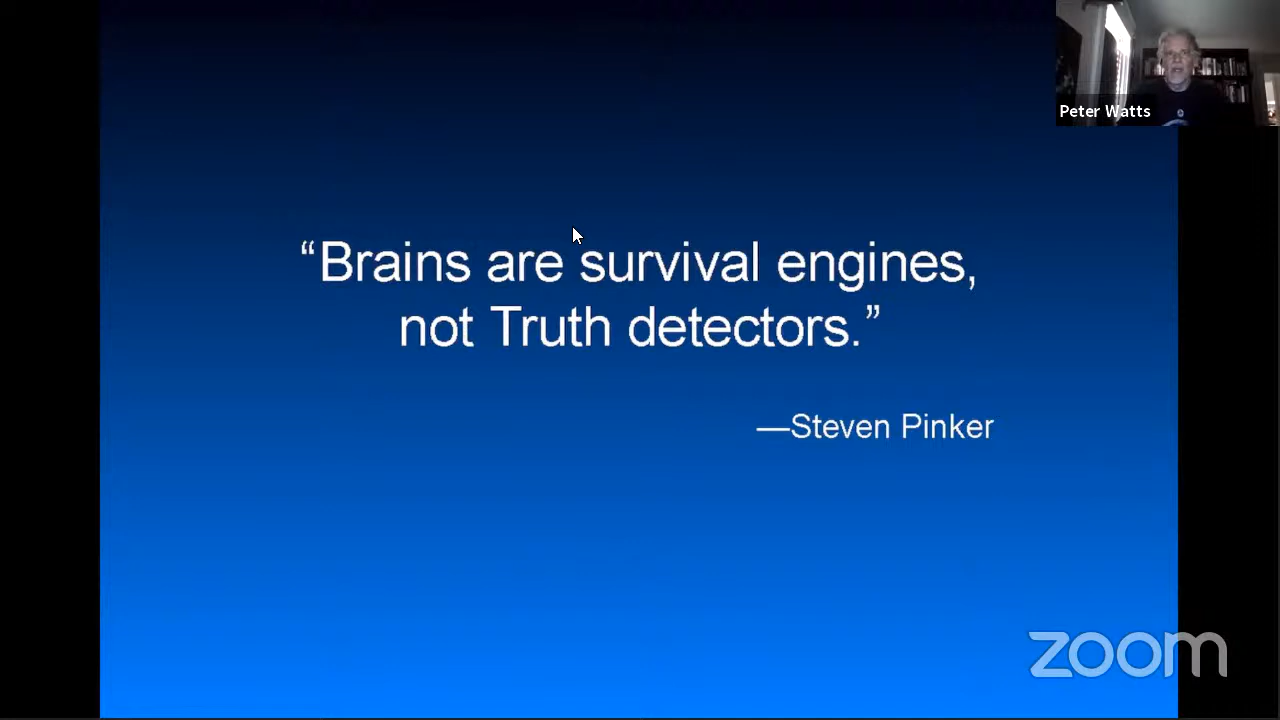 Peter Watts
“Brains are survival engines,
not Truth detectors.”
—Steven Pinker
zoom